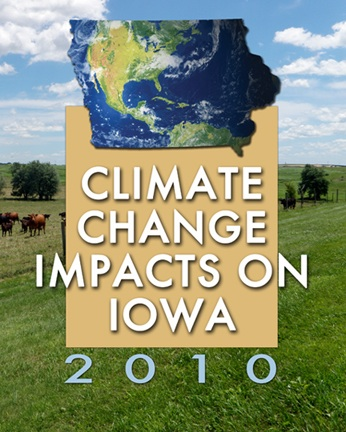 CLIMATE
CHANGE
IMPACTS ON
IOWA
2010